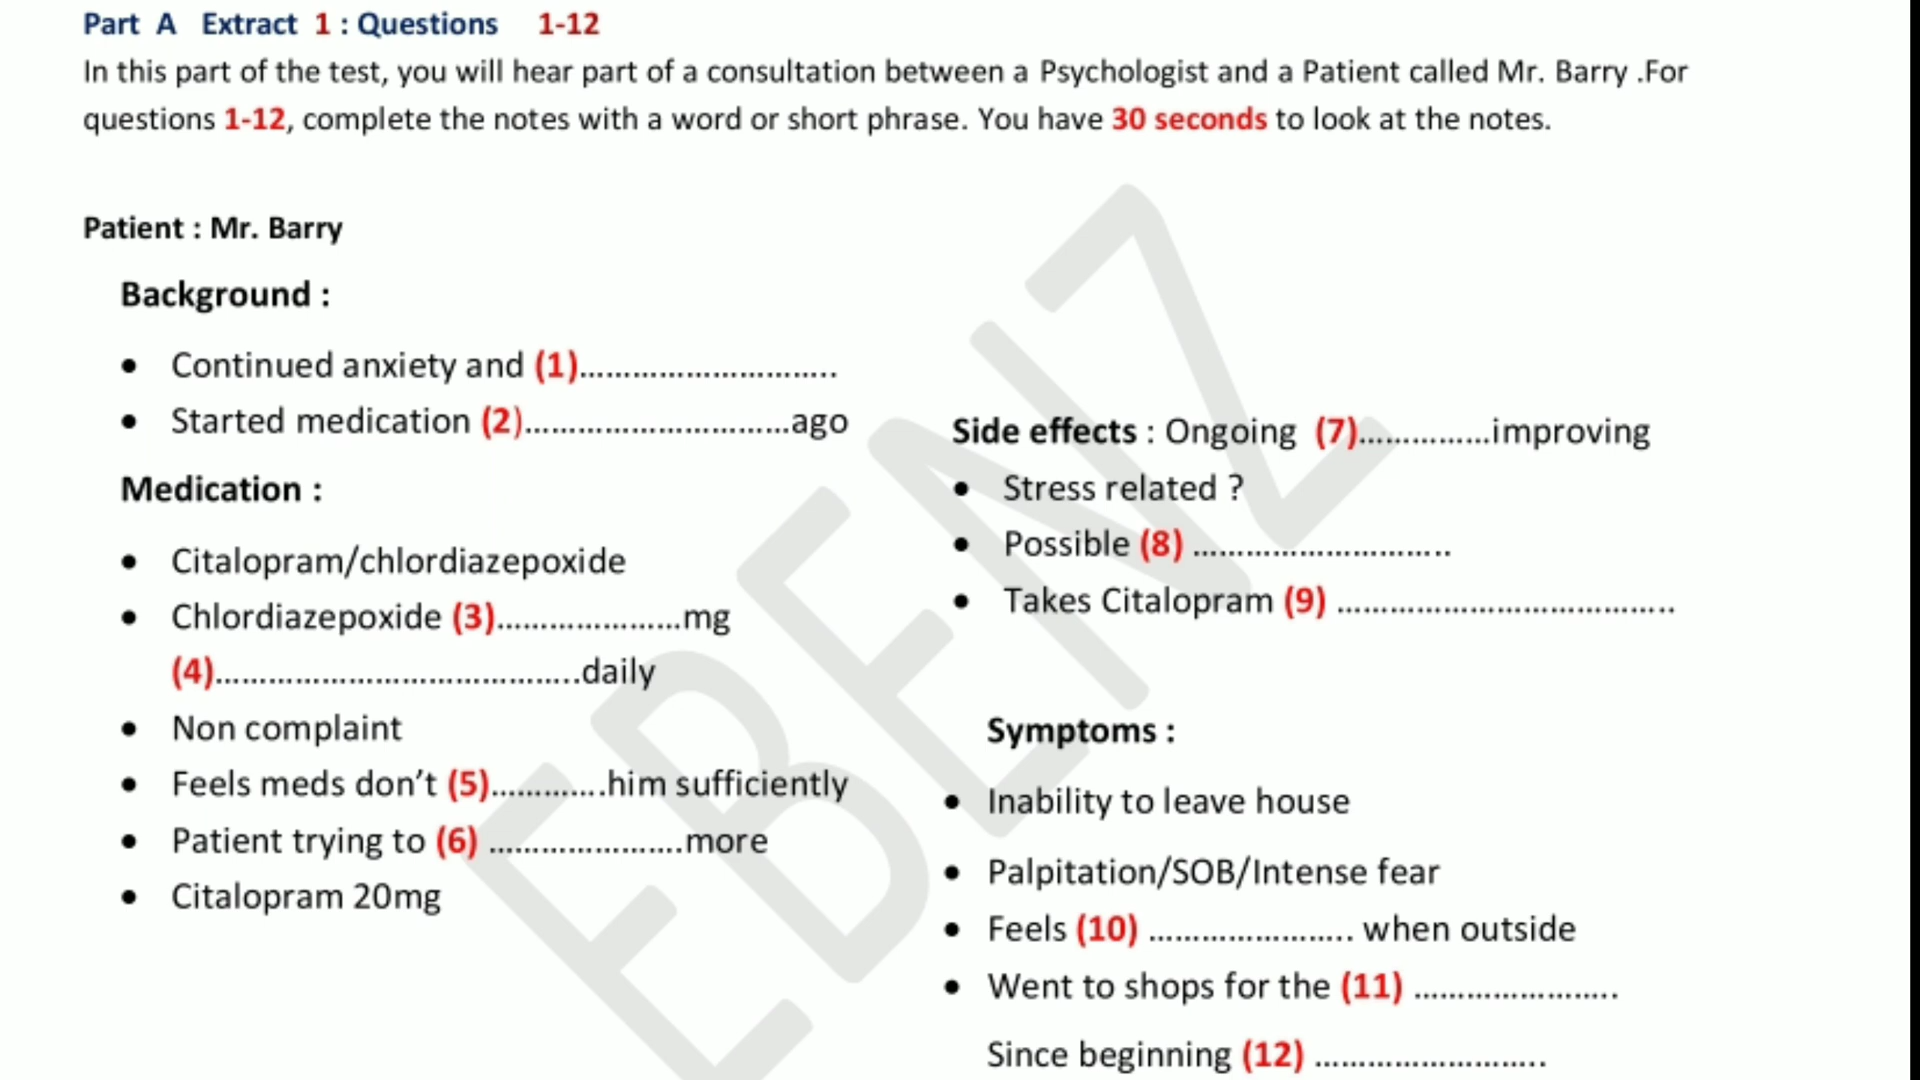 Part A Extract 1 : Questions 1-12
In this part of the test, you will hear part of a consultation between a Psychologist and a Patient called Mr. Barry .For
questions 1-12, complete the notes with a word or short phrase. You have 30 seconds to look at the notes.
Patient : Mr. Barry
Background :
• Continued anxiety and (1)...............................
• Started medication (2)................................ago
Medication :
• Citalopram/chlordiazepoxide
• Chlordiazepoxide (3)......................mg
(4)............................................daily
• Non complaint
• Feels meds don’t (5)..............him sufficiently
• Patient trying to (6) .......................more
• Citalopram 20mg
Side effects : Ongoing (7)................improving
• Stress related ?
• Possible (8) ...............................
• Takes Citalopram (9) ........................................
Symptoms :
• Inability to leave house
• Palpitation/SOB/Intense fear
• Feels (10) ......................... when outside
• Went to shops for the (11) .........................
Since beginning (12) ............................
EBENZ